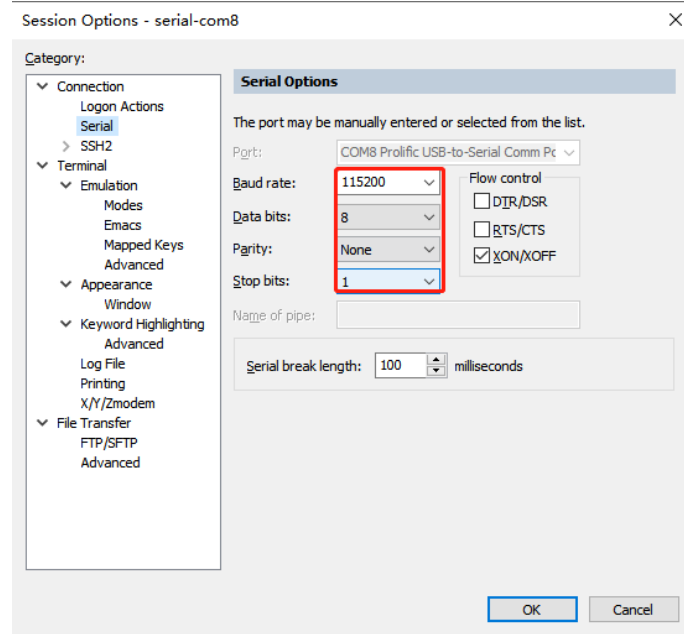 Session Options - serial-com8
Category:
Connection
Logon Actions
Serial
SSH2
Terminal
Emulation
Modes
Emacs
Mapped Keys
Advanced
Appearance
Window
Keyword Highlighting
Advanced
Log File
Printing
X/Y/Zmodem
File Transfer
FTP/SFTP
Advanced
Serial Options
The port may be manually entered or selected from the list.
Port: COM8 Prolific USB-to-Serial Comm Pc
Baud rate: 115200
Data bits: 8
Parity: None
Stop bits: 1
Name of pipe:
Flow control
DTR/DSR
RTS/CTS
XON/XOFF
Serial break length: 100 milliseconds
OK Cancel